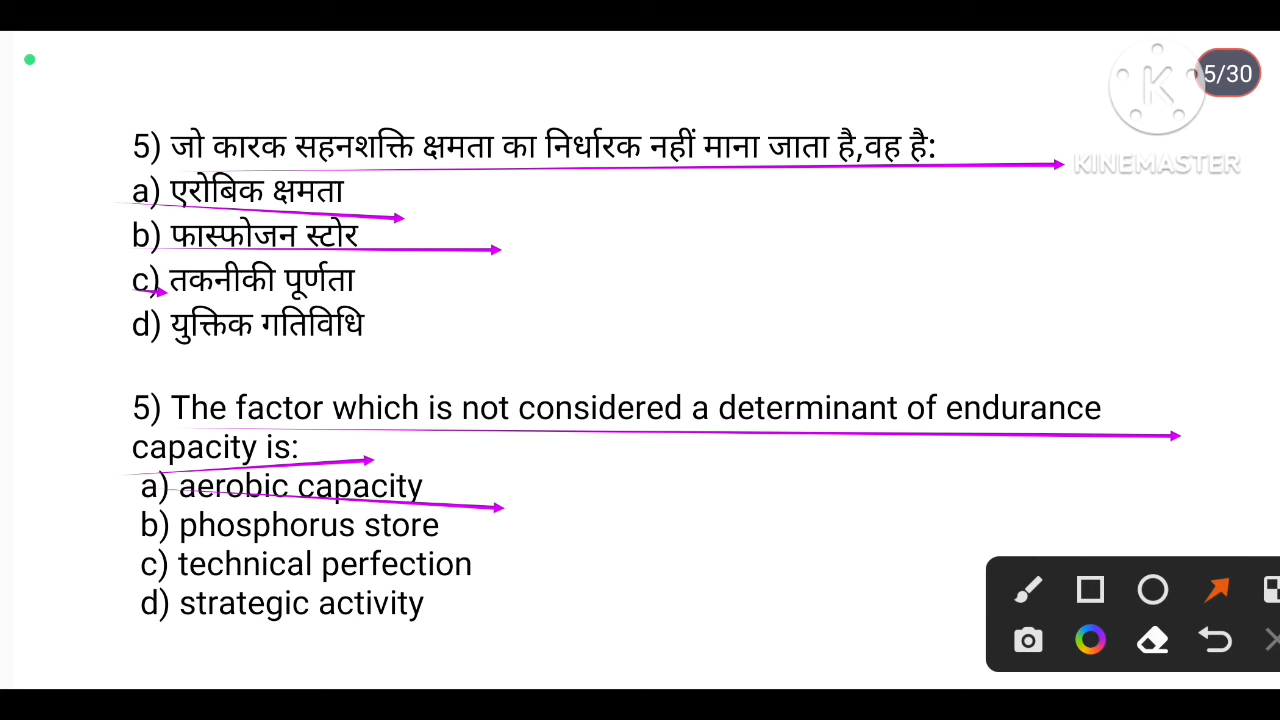 5/30
KINEMASTER
5) जो कारक सहनशक्ति क्षमता का निर्धारक नहीं माना जाता है,वह है:
a) एरोबिक क्षमता
b) फास्फोजन स्टोर
c) तकनीकी पूर्णता
d) युक्तिक गतिविधि
5) The factor which is not considered a determinant of endurance
capacity is:
a) aerobic capacity
b) phosphorus store
c) technical perfection
d) strategic activity